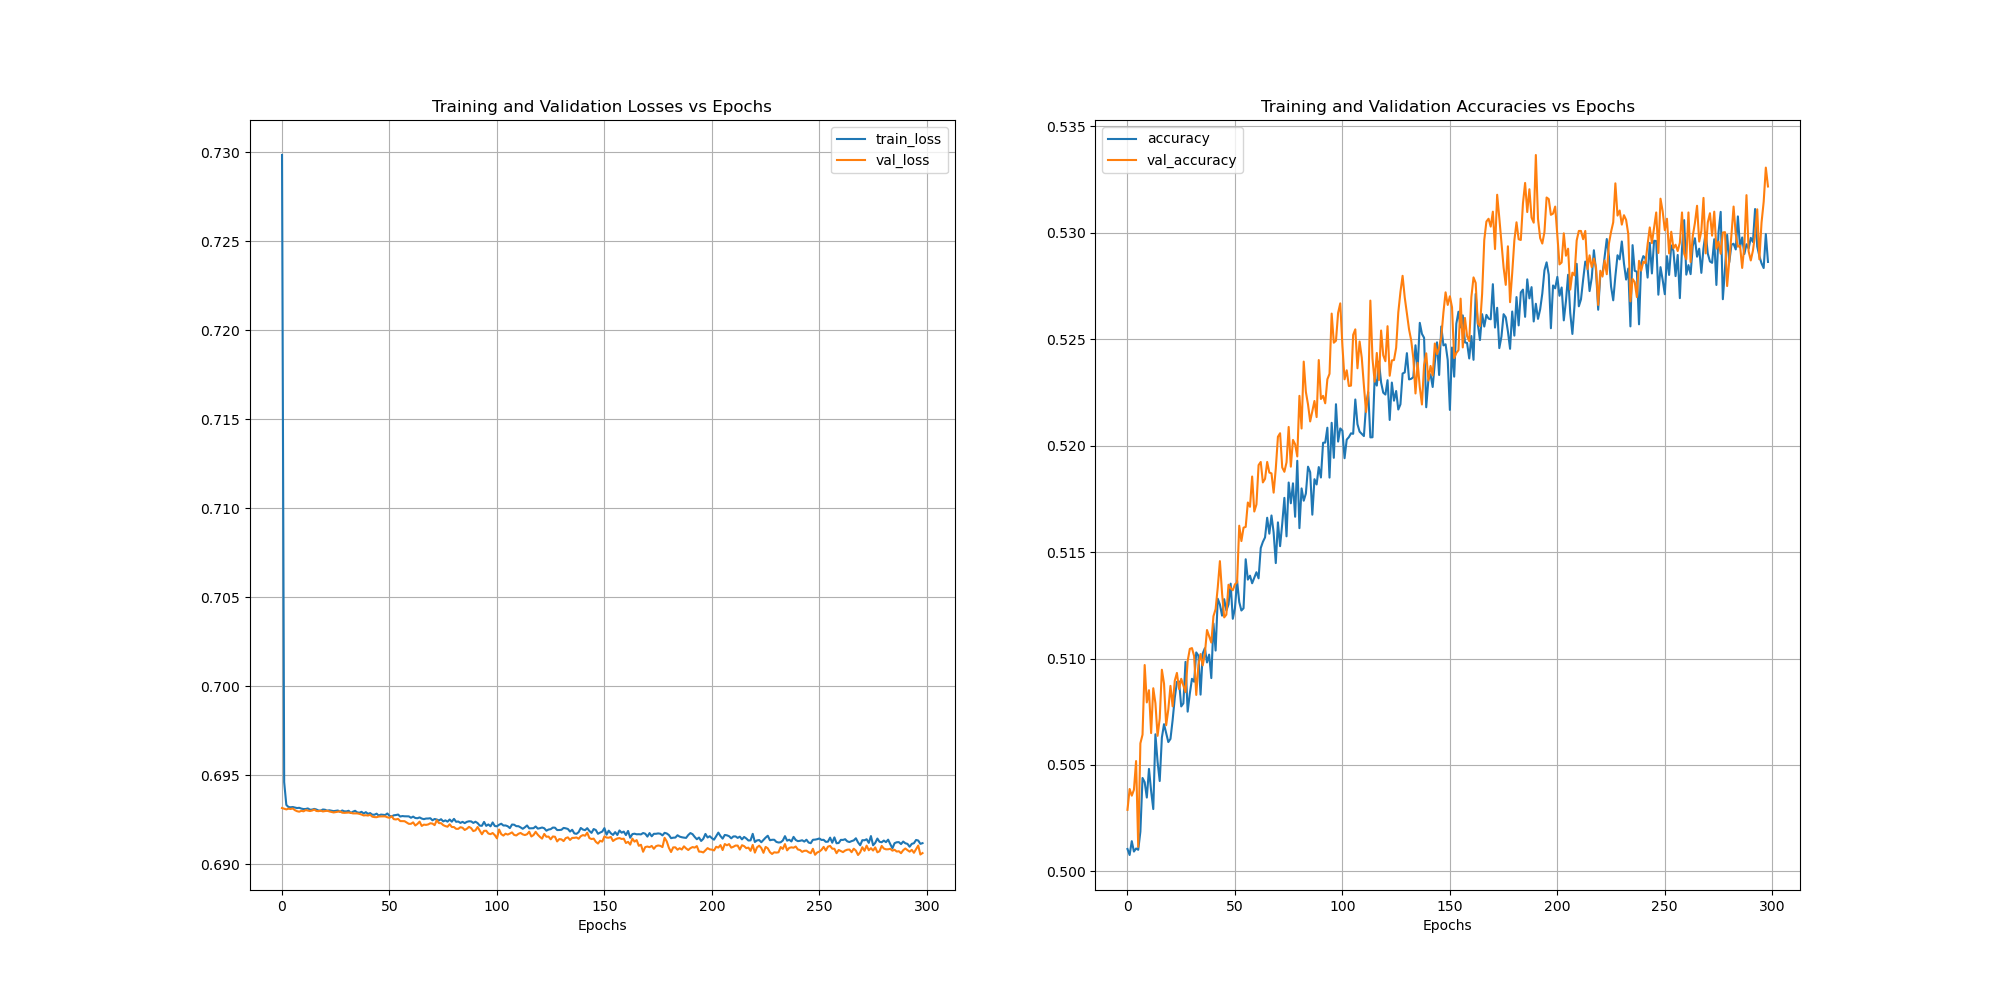 Training and Validation Losses vs Epochs
train_loss
val_loss
0.730
0.725
0.720
0.715
0.710
0.705
0.700
0.695
0.690
0 50 100 150 200 250 300
Epochs
Training and Validation Accuracies vs Epochs
accuracy
val_accuracy
0.535
0.530
0.525
0.520
0.515
0.510
0.505
0.500
0 50 100 150 200 250 300
Epochs